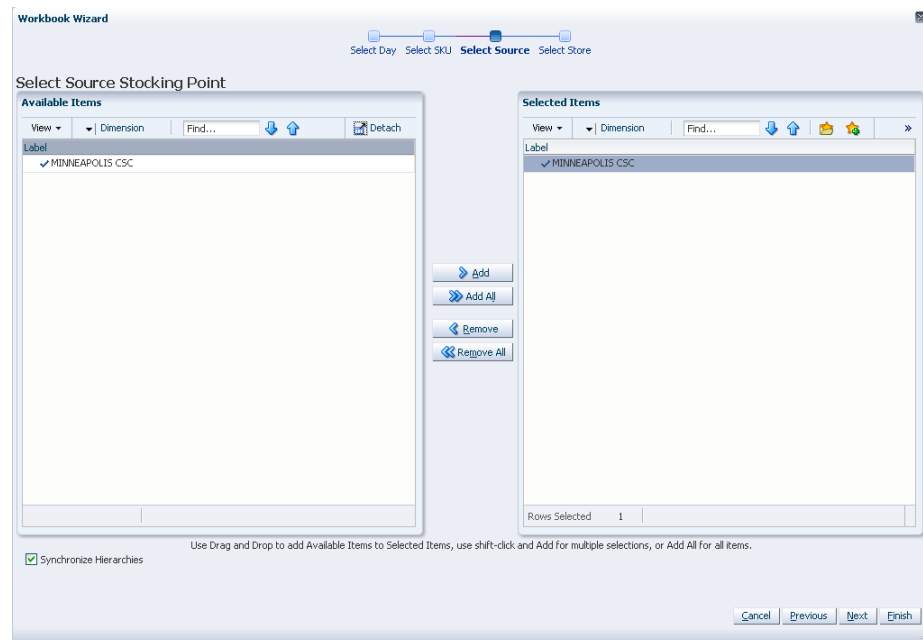 Workbook Wizard
Select Day Select SKU Select Source Select Store
Select Source Stocking Point
Available Items
View Dimension Find... Detach
Label
MINNEAPOLIS CSC
Selected Items
View Dimension Find... »
Label
MINNEAPOLIS CSC
Rows Selected 1
Add
Add All
Remove
Remove All
Use Drag and Drop to add Available Items to Selected Items, use shift-click and Add for multiple selections, or Add All for all items.
Synchronize Hierarchies
Cancel Previous Next Finish